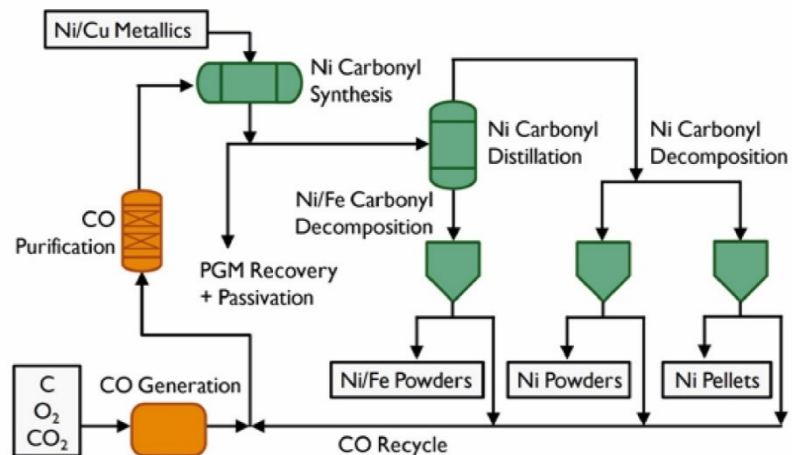 Ni/Cu Metallics
Ni Carbonyl
Synthesis
Ni Carbonyl
Distillation
Ni Carbonyl
Decomposition
Ni/Fe Carbonyl
Decomposition
CO
Purification
PGM Recovery
+ Passivation
Ni/Fe Powders
Ni Powders
Ni Pellets
C
O₂
CO₂
CO Generation
CO Recycle